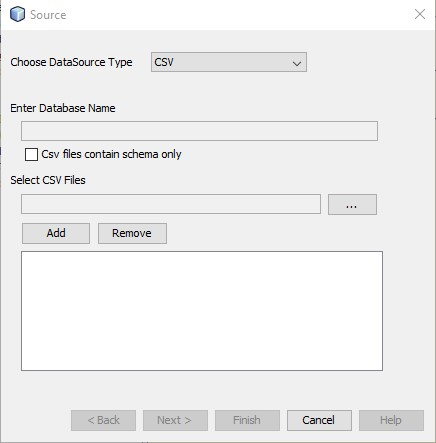 Source
Choose DataSource Type CSV
Enter Database Name
Csv files contain schema only
Select CSV Files
...
Add Remove
< Back Next > Finish Cancel Help